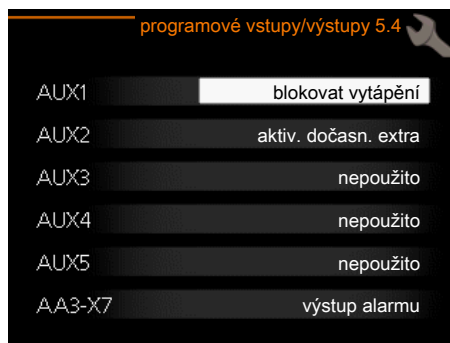 programové vstupy/výstupy 5.4
AUX1 blokovat vytápění
AUX2 aktiv. dočasn. extra
AUX3 nepoužito
AUX4 nepoužito
AUX5 nepoužito
AA3-X7 výstup alarmu